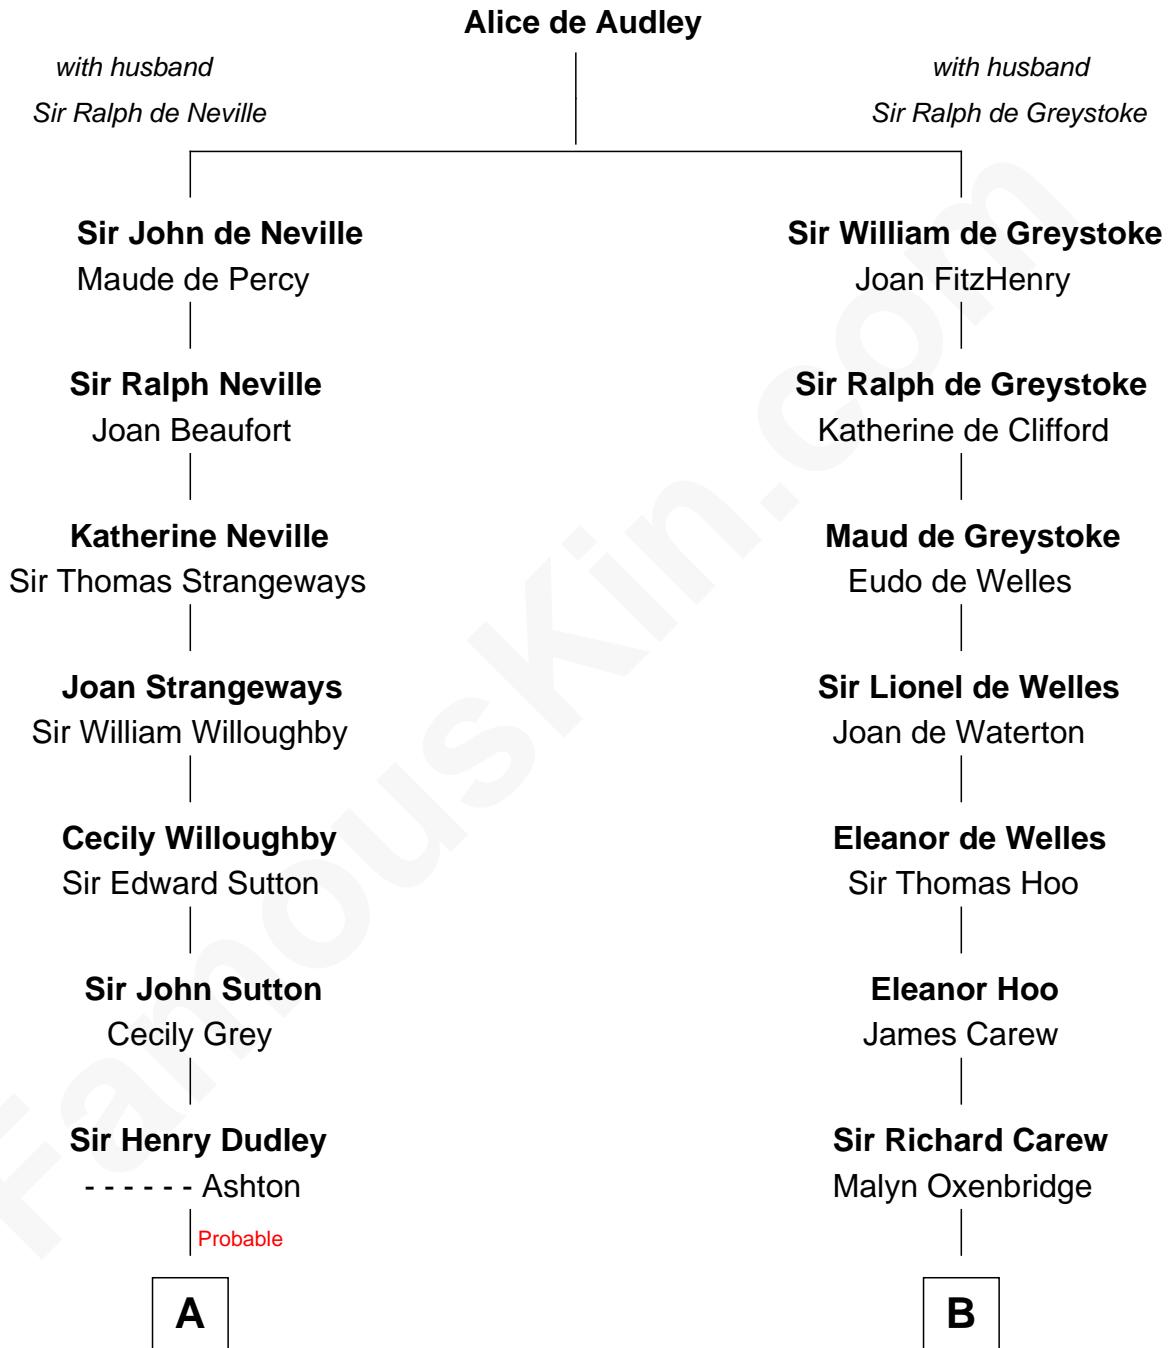 Alice de Audley
with husband
Sir Ralph de Neville
with husband
Sir Ralph de Greystoke
Sir John de Neville
Maude de Percy
Sir William de Greystoke
Joan FitzHenry
Sir Ralph Neville
Joan Beaufort
Sir Ralph de Greystoke
Katherine de Clifford
Katherine Neville
Sir Thomas Strangeways
Maud de Greystoke
Eudo de Welles
Joan Strangeways
Sir William Willoughby
Sir Lionel de Welles
Joan de Waterton
Cecily Willoughby
Sir Edward Sutton
Eleanor de Welles
Sir Thomas Hoo
Sir John Sutton
Cecily Grey
Eleanor Hoo
James Carew
Sir Henry Dudley
- - - - - - Ashton
Sir Richard Carew
Malyn Oxenbridge
Probable
A
B
FamousKin.com